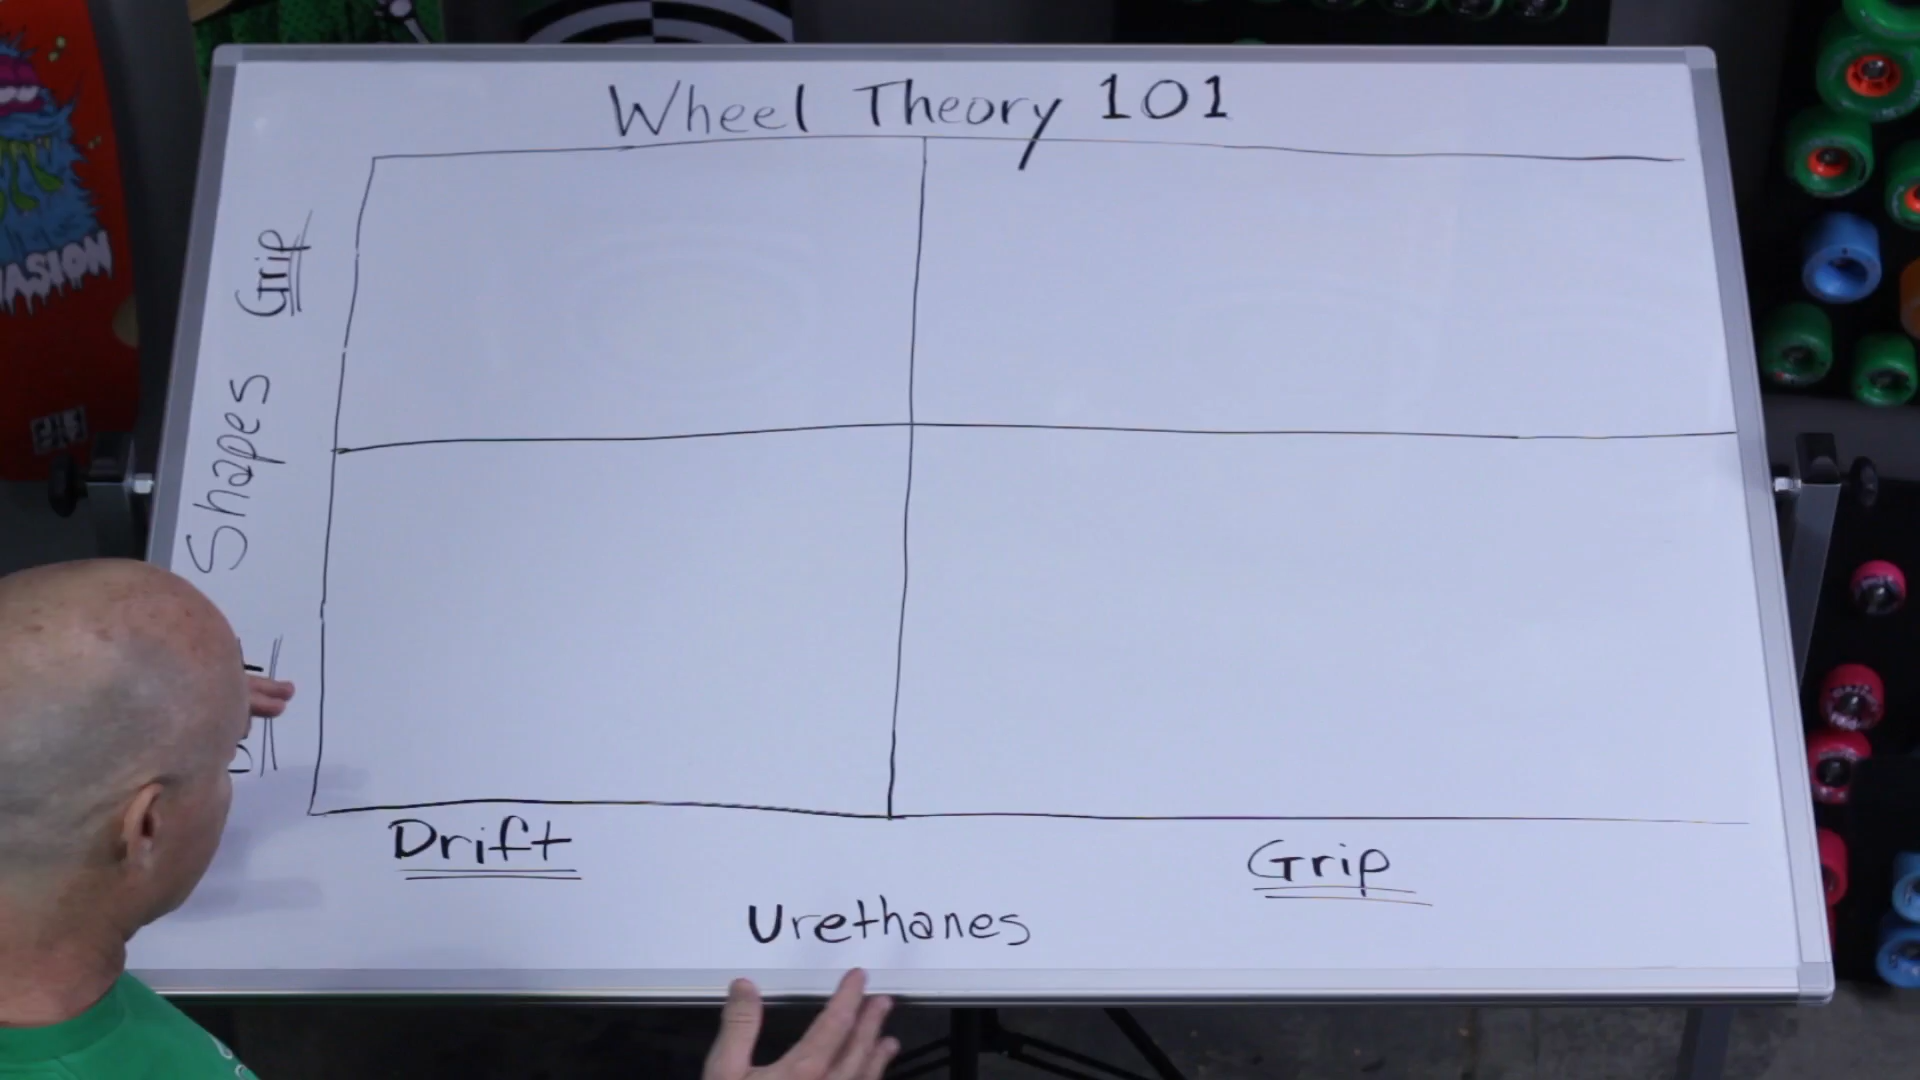 Wheel Theory 101
Grip
Shapes
Drift
Grip
Urethanes